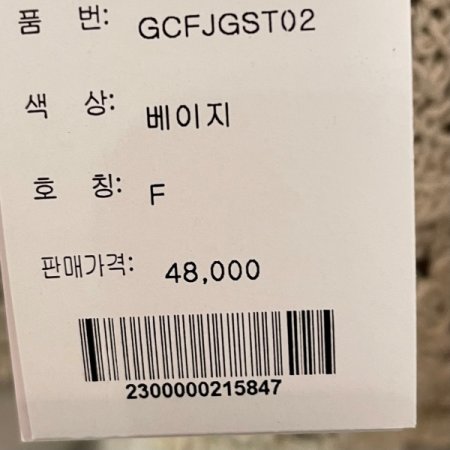 품 번: GCFJGST02
색 상: 베이지
호 칭: F
판매가격: 48,000
2300000215847